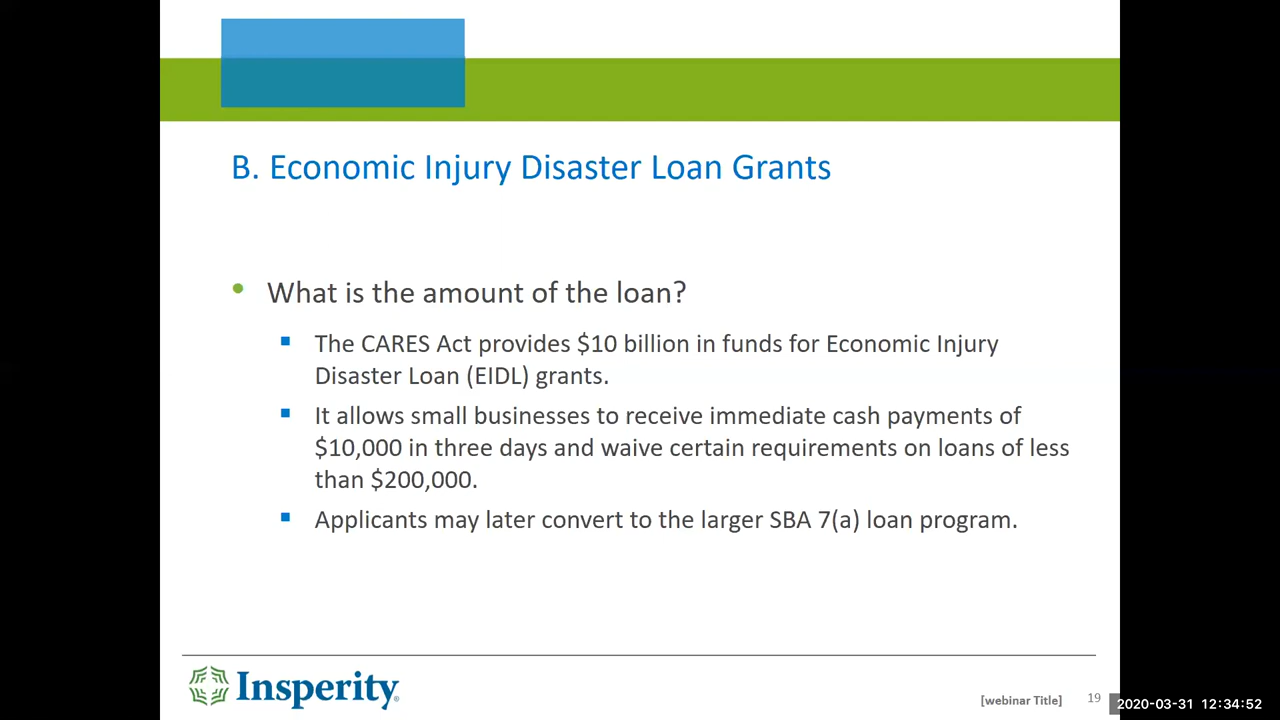 B. Economic Injury Disaster Loan Grants
What is the amount of the loan?
The CARES Act provides $10 billion in funds for Economic Injury
Disaster Loan (EIDL) grants.
It allows small businesses to receive immediate cash payments of
$10,000 in three days and waive certain requirements on loans of less
than $200,000.
Applicants may later convert to the larger SBA 7(a) loan program.
Insperity
[webinar Title]
19
2020-03-31 12:34:52